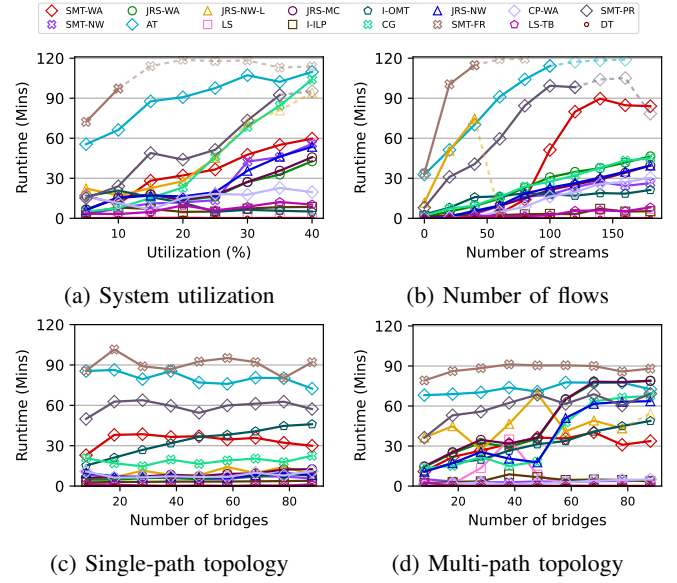 SMT-WA JRS-WA JRS-NW-L JRS-MC I-OMT JRS-NW CP-WA SMT-PR
SMT-NW AT LS I-ILP CG SMT-FR LS-TB DT
120
90
60
30
0
Runtime (Mins)
10 20 30 40
Utilization (%)
(a) System utilization
120
90
60
30
0
Runtime (Mins)
0 50 100 150
Number of streams
(b) Number of flows
120
90
60
30
0
Runtime (Mins)
20 40 60 80
Number of bridges
(c) Single-path topology
120
90
60
30
0
Runtime (Mins)
20 40 60 80
Number of bridges
(d) Multi-path topology